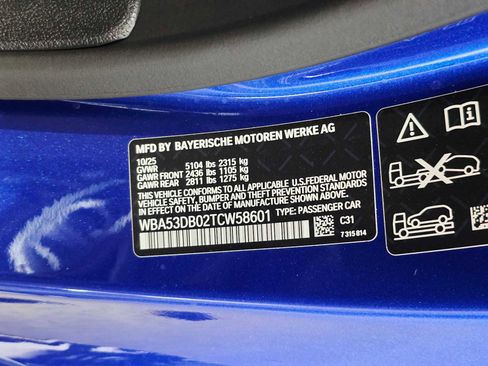 MFD BY BAYERISCHE MOTOREN WERKE AG
10/25
GVWR 5104 lbs 2315 kg
GAWR FRONT 2436 lbs 1105 kg
GAWR REAR 2811 lbs 1275 kg
THIS VEHICLE CONFORMS TO ALL APPLICABLE U.S. FEDERAL MOTOR
VEHICLE SAFETY, BUMPER AND THEFT PREVENTION STANDARDS
IN EFFECT ON THE DATE OF MANUFACTURE SHOWN ABOVE.
WBA53DB02TCW58601 TYPE: PASSENGER CAR
C31
7 315 814